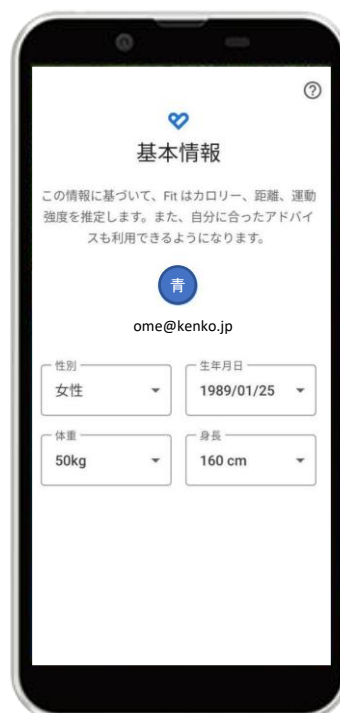 基本情報
この情報に基づいて、Fit はカロリー、距離、運動
強度を推定します。また、自分に合ったアドバイ
スも利用できるようになります。
青
ome@kenko.jp
性別
女性
生年月日
1989/01/25
体重
50kg
身長
160 cm